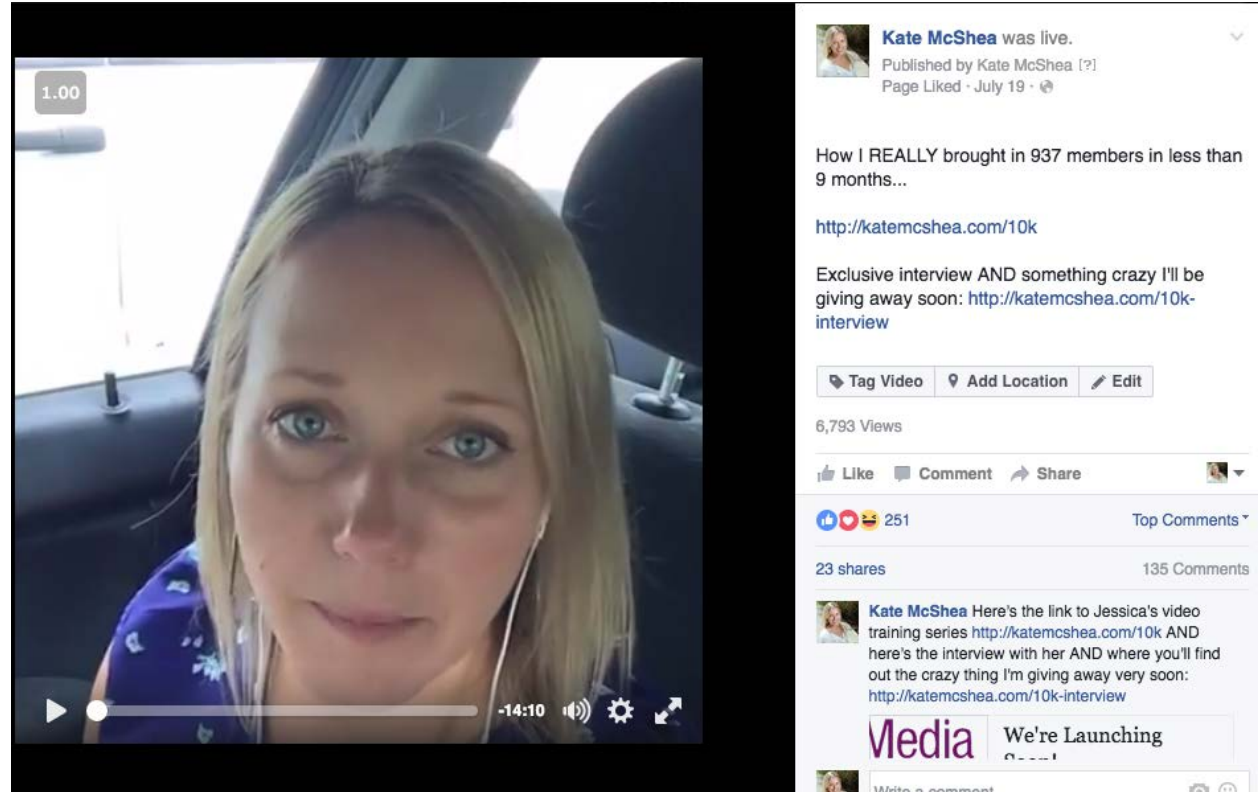 1.00
-14:10
Kate McShea was live.
Published by Kate McShea [?]
Page Liked · July 19 ·
How I REALLY brought in 937 members in less than
9 months...
http://katemcshea.com/10k
Exclusive interview AND something crazy I'll be
giving away soon: http://katemcshea.com/10k-
interview
Tag Video Add Location Edit
6,793 Views
Like Comment Share
251 Top Comments
23 shares 135 Comments
Kate McShea Here's the link to Jessica's video
training series http://katemcshea.com/10k AND
here's the interview with her AND where you'll find
out the crazy thing I'm giving away very soon:
http://katemcshea.com/10k-interview
Media We're Launching
Write a comment